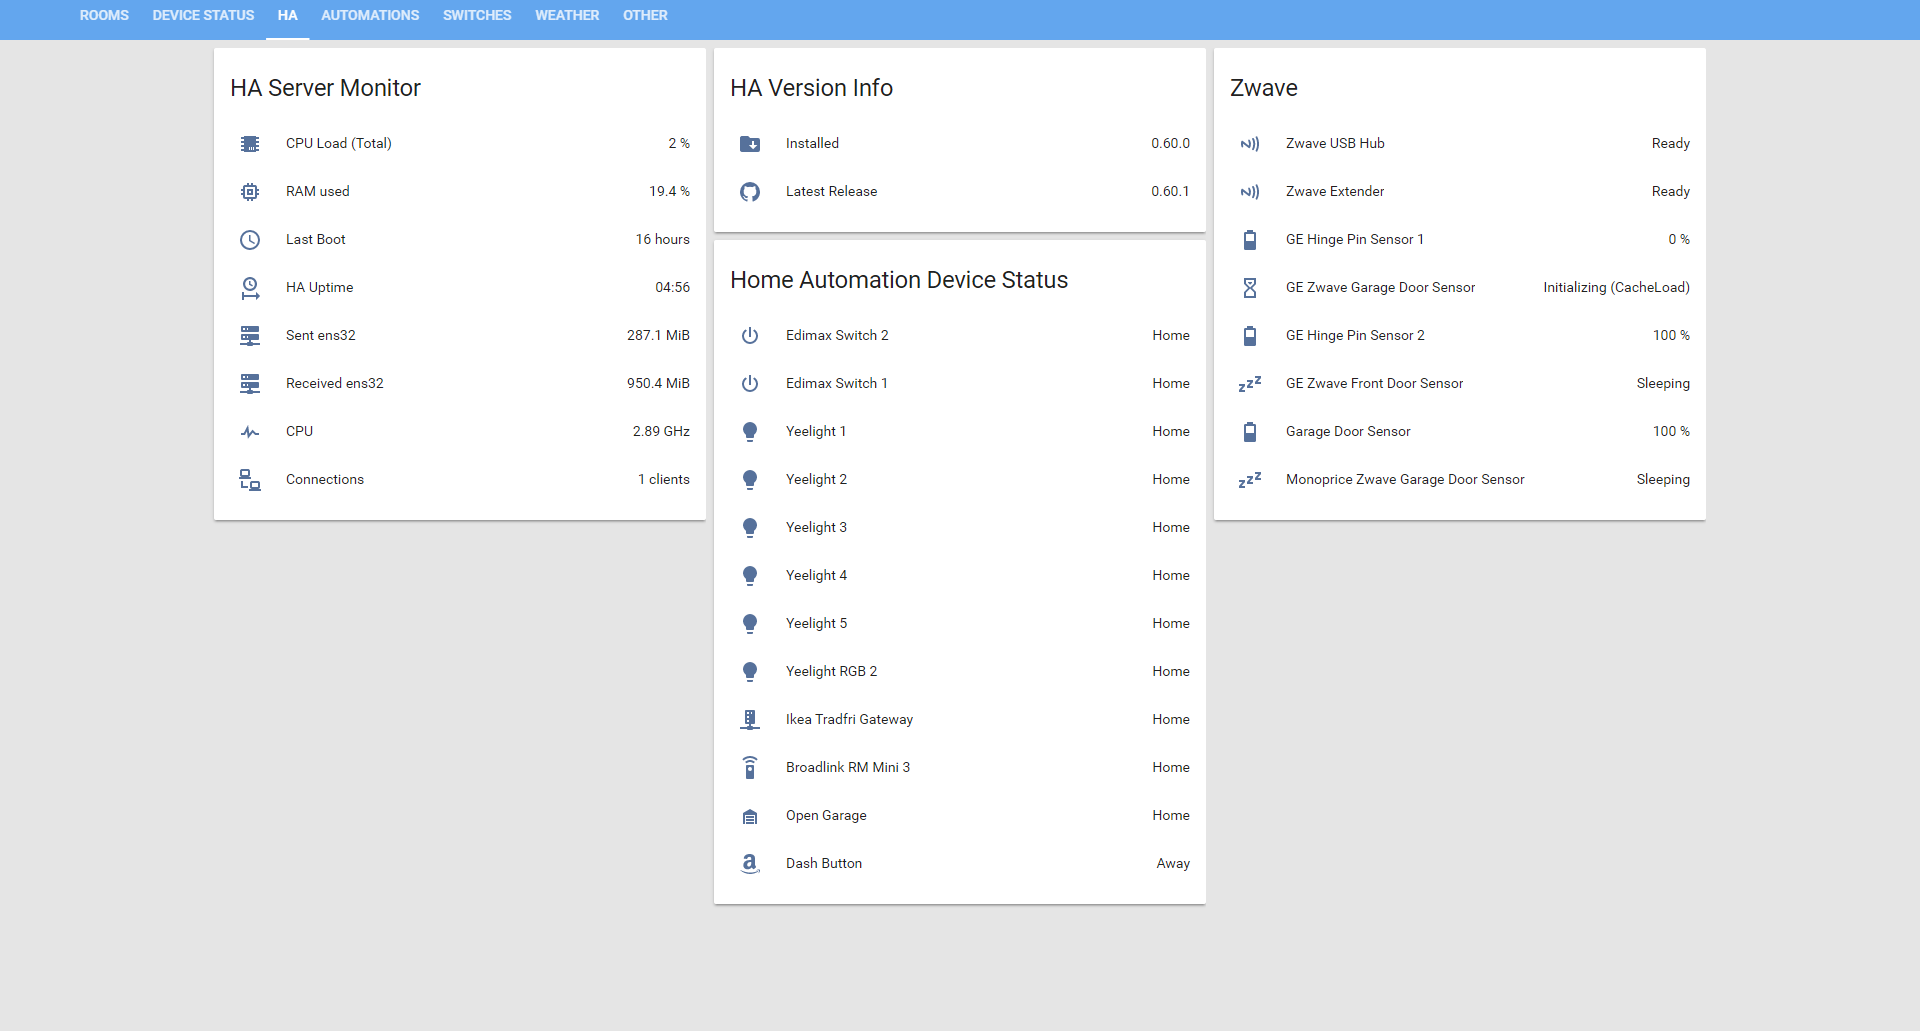 ROOMS DEVICE STATUS HA AUTOMATIONS SWITCHES WEATHER OTHER
HA Server Monitor
CPU Load (Total) 2 %
RAM used 19.4 %
Last Boot 16 hours
HA Uptime 04:56
Sent ens32 287.1 MiB
Received ens32 950.4 MiB
CPU 2.89 GHz
Connections 1 clients
HA Version Info
Installed 0.60.0
Latest Release 0.60.1
Home Automation Device Status
Edimax Switch 2 Home
Edimax Switch 1 Home
Yeelight 1 Home
Yeelight 2 Home
Yeelight 3 Home
Yeelight 4 Home
Yeelight 5 Home
Yeelight RGB 2 Home
Ikea Tradfri Gateway Home
Broadlink RM Mini 3 Home
Open Garage Home
Dash Button Away
Zwave
Zwave USB Hub Ready
Zwave Extender Ready
GE Hinge Pin Sensor 1 0 %
GE Zwave Garage Door Sensor Initializing (CacheLoad)
GE Hinge Pin Sensor 2 100 %
GE Zwave Front Door Sensor Sleeping
Garage Door Sensor 100 %
Monoprice Zwave Garage Door Sensor Sleeping